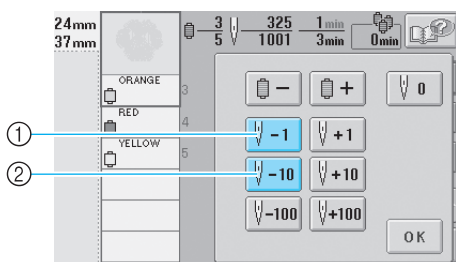 24mm
37mm
3/5 325/1001 1min/3min 0min
ORANGE
3
RED
4
YELLOW
5
− + 0
① −1 +1
② −10 +10
−100 +100
OK